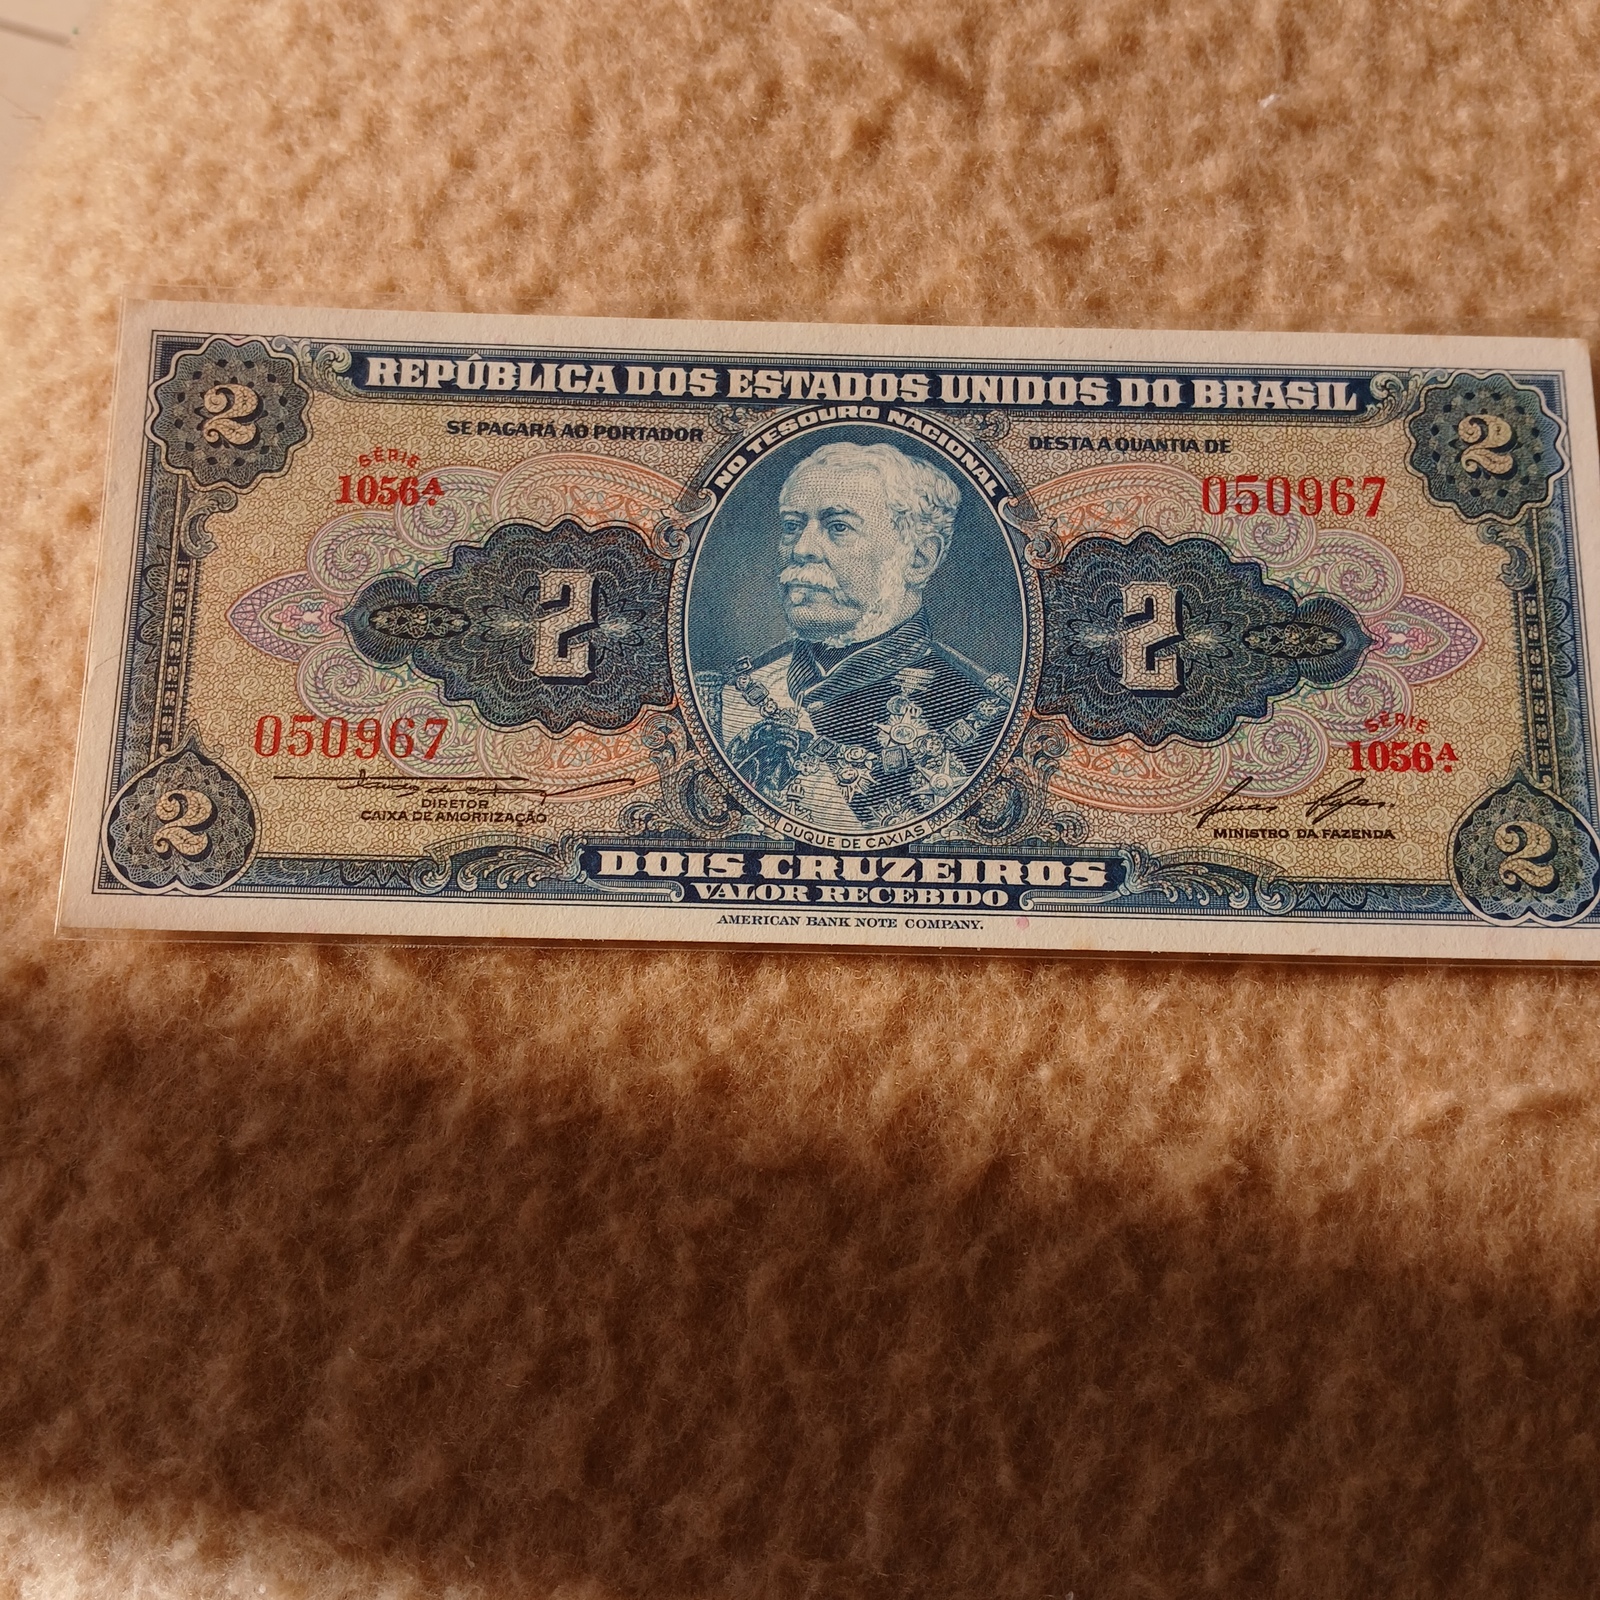 REPÚBLICA DOS ESTADOS UNIDOS DO BRASIL
2
2
SE PAGARÁ AO PORTADOR
NO TESOURO NACIONAL
DESTA A QUANTIA DE
SÉRIE
1056A
050967
2
2
050967
SÉRIE
1056A
DIRETOR
CAIXA DE AMORTIZAÇÃO
MINISTRO DA FAZENDA
2
2
DUQUE DE CAXIAS
DOIS CRUZEIROS
VALOR RECEBIDO
AMERICAN BANK NOTE COMPANY.